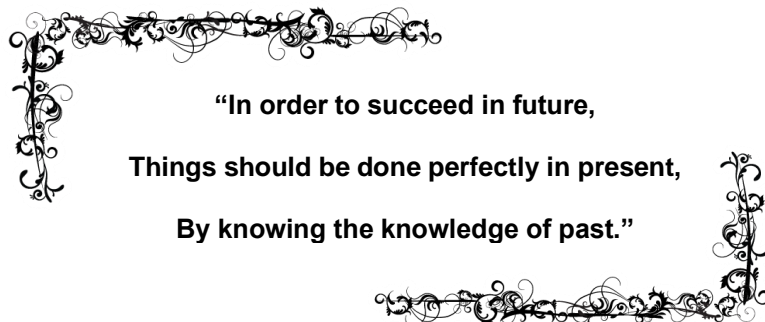 “In order to succeed in future,
Things should be done perfectly in present,
By knowing the knowledge of past.”